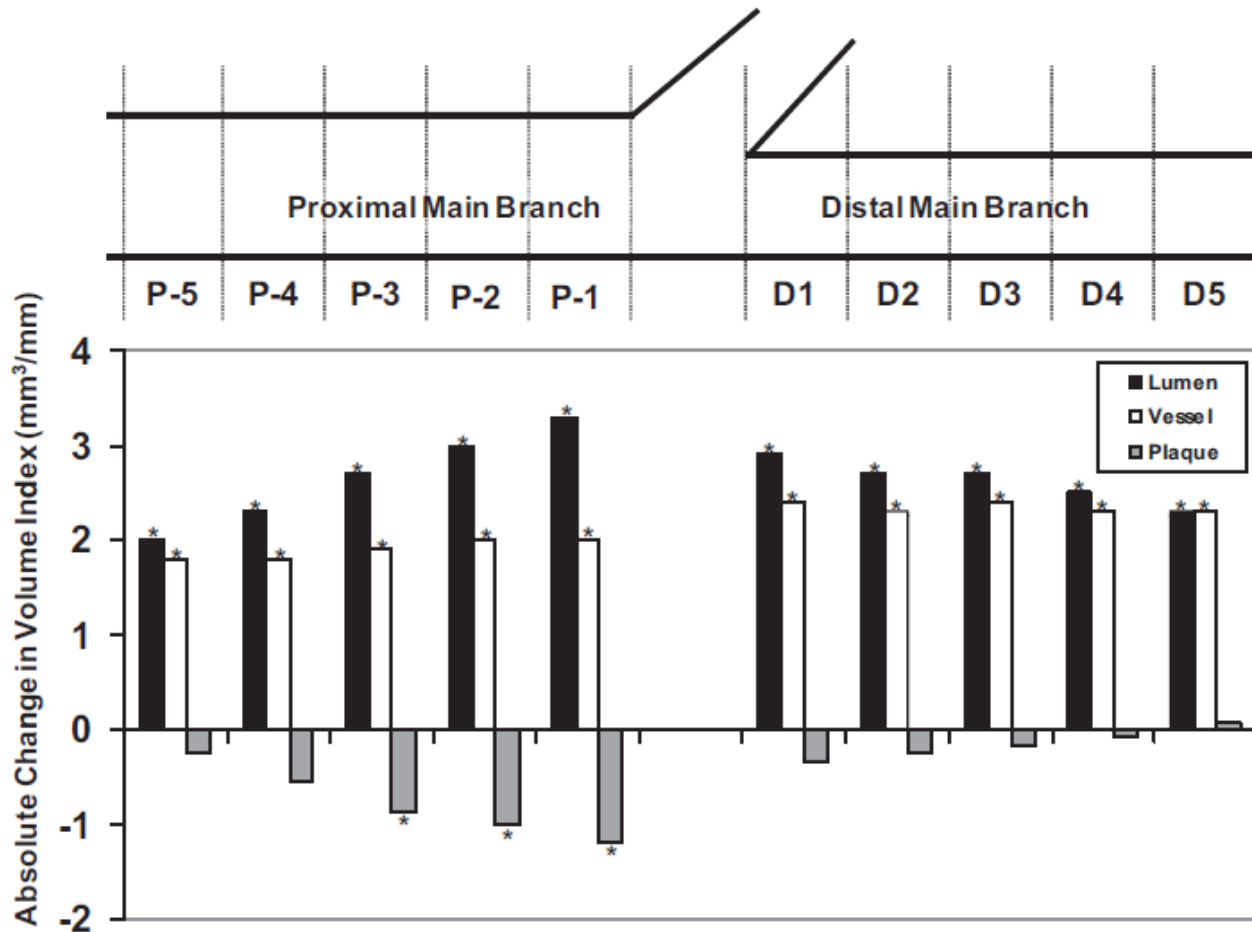 Proximal Main Branch
Distal Main Branch
P-5 P-4 P-3 P-2 P-1 D1 D2 D3 D4 D5
Absolute Change in Volume Index (mm³/mm)
4
3
2
1
0
-1
-2
Lumen
Vessel
Plaque
* * * * * * * * * *
* * * * * * * * * *
* * *